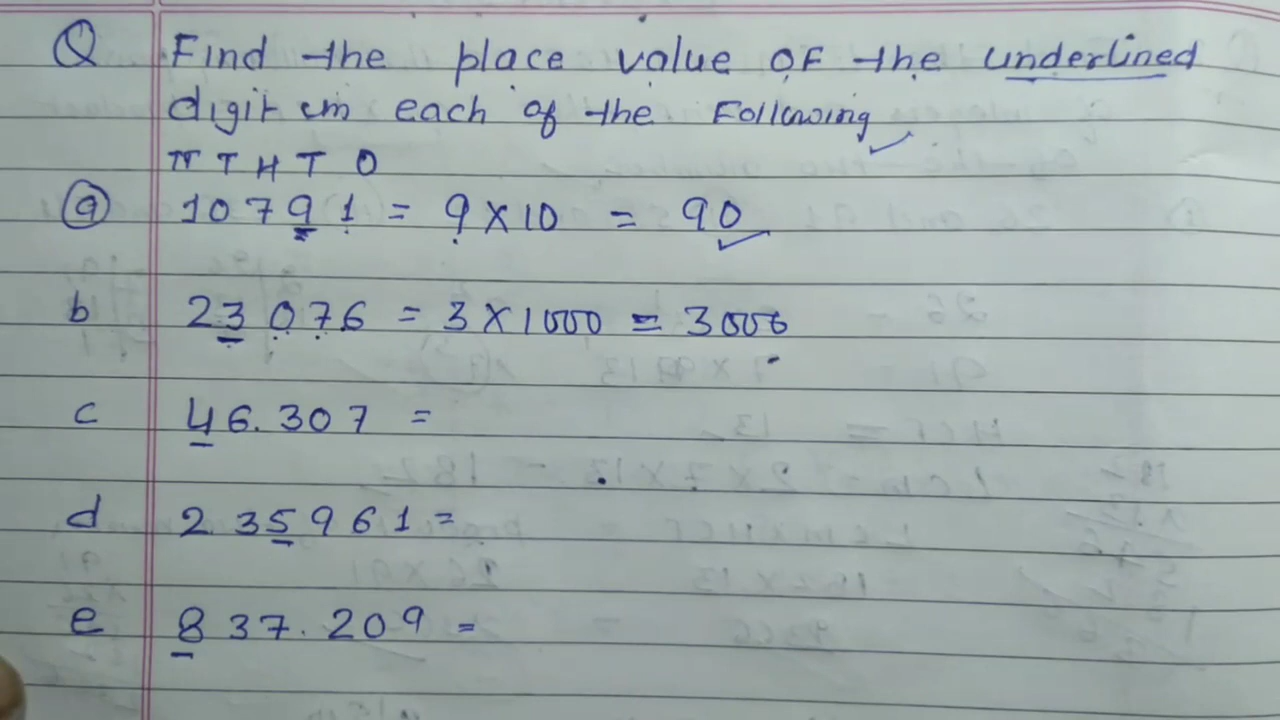 Q Find the place value of the underlined
digit in each of the Following
TT T H T O
(a) 10791 = 9 X 10 = 90
b 23076 = 3 X 1000 = 3000
c 46.307 =
d 235961 =
e 837.209 =